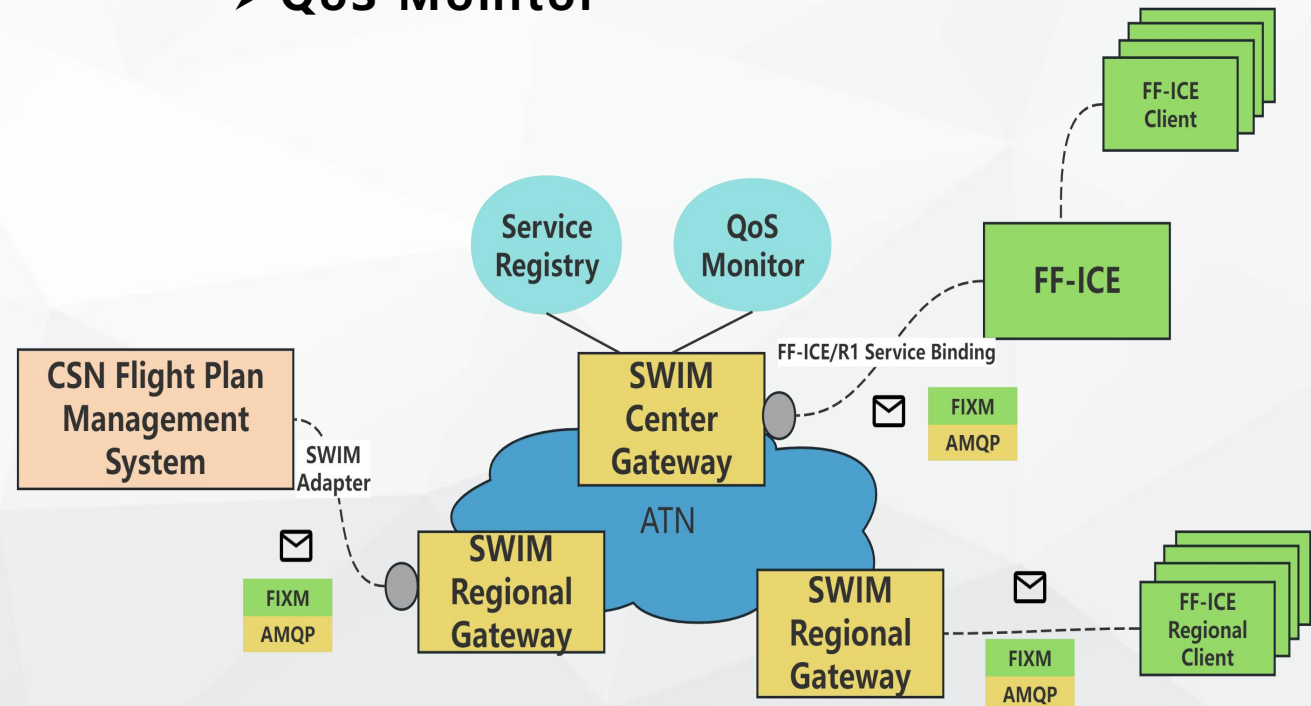 ➤ QoS Monitor
FF-ICE
Client
Service
Registry
QoS
Monitor
FF-ICE
CSN Flight Plan
Management
System
SWIM
Center
Gateway
FF-ICE/R1 Service Binding
FIXM
AMQP
SWIM
Adapter
ATN
SWIM
Regional
Gateway
FIXM
AMQP
SWIM
Regional
Gateway
FIXM
AMQP
FF-ICE
Regional
Client